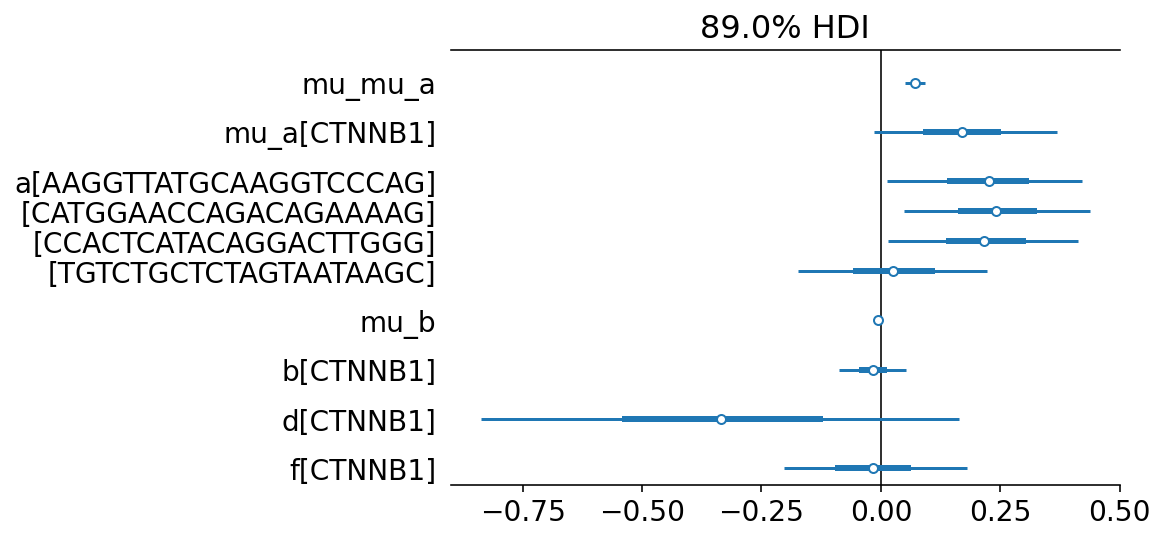 89.0% HDI
mu_mu_a
mu_a[CTNNB1]
a[AAGGTTATGCAAGGTCCCAG]
[CATGGAACCAGACAGAAAAG]
[CCACTCATACAGGACTTGGG]
[TGTCTGCTCTAGTAATAAGC]
mu_b
b[CTNNB1]
d[CTNNB1]
f[CTNNB1]
−0.75 −0.50 −0.25 0.00 0.25 0.50